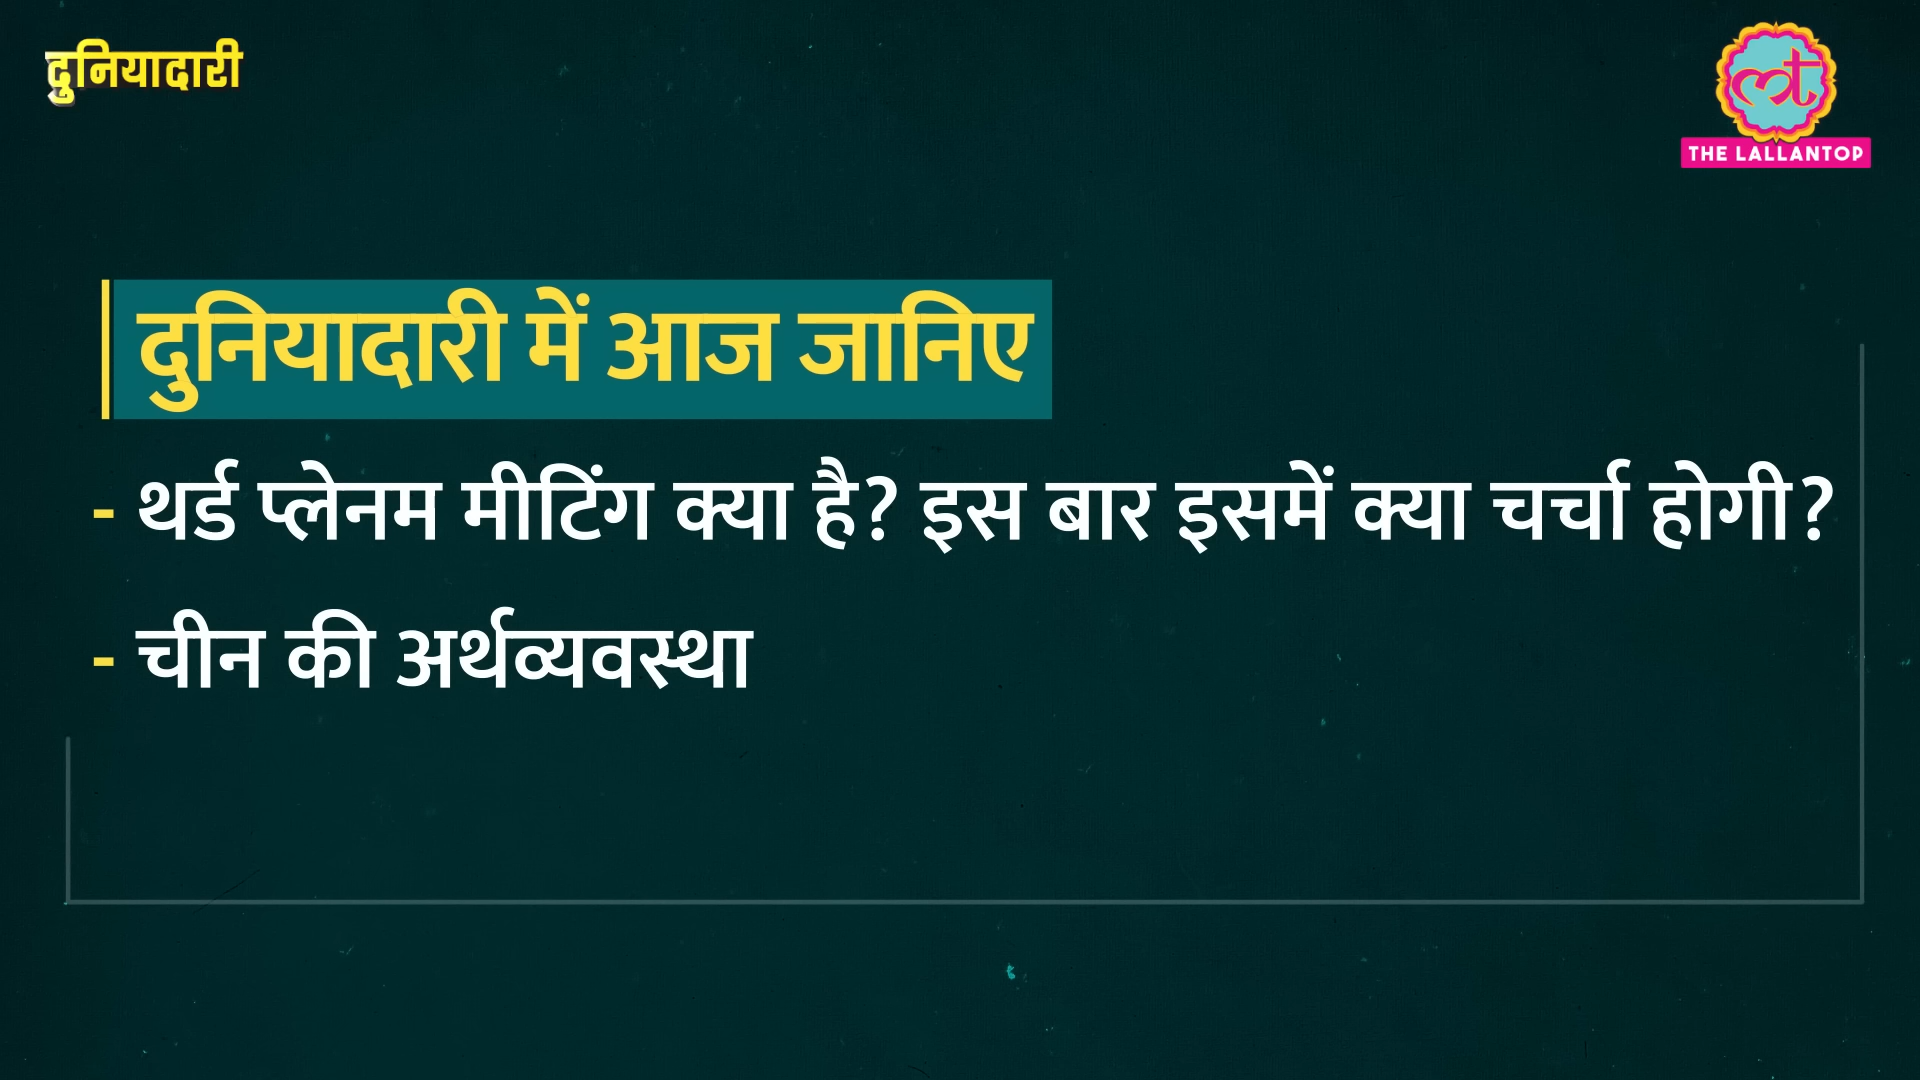 दुनियादारी
THE LALLANTOP
दुनियादारी में आज जानिए
- थर्ड प्लेनम मीटिंग क्या है? इस बार इसमें क्या चर्चा होगी?
- चीन की अर्थव्यवस्था